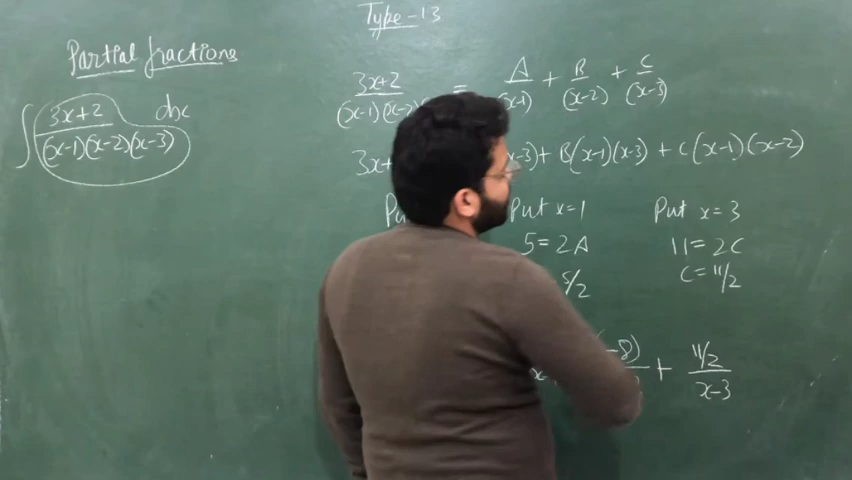 Type-13
Partial fractions
∫ (3x+2)/((x-1)(x-2)(x-3)) dx
(3x+2)/((x-1)(x-2) = A/(x-1) + B/(x-2) + C/(x-3)
3x+ x-3) + B(x-1)(x-3) + C(x-1)(x-2)
Put x=1 Put x=3
5=2A 11=2C
5/2 C=11/2
(-8) + (11/2)/(x-3)